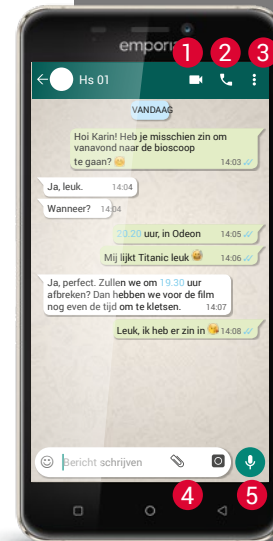 emporia
1 2 3
Hs 01
VANDAAG
Hoi Karin! Heb je misschien zin om
vanavond naar de bioscoop
te gaan? 14:03
Ja, leuk. 14:04
Wanneer? 14:04
20.20 uur, in Odeon 14:05
Mij lijkt Titanic leuk 14:06
Ja, perfect. Zullen we om 19.30 uur
afbreken? Dan hebben we voor de film
nog even de tijd om te kletsen. 14:07
Leuk, ik heb er zin in 14:08
Bericht schrijven
4 5